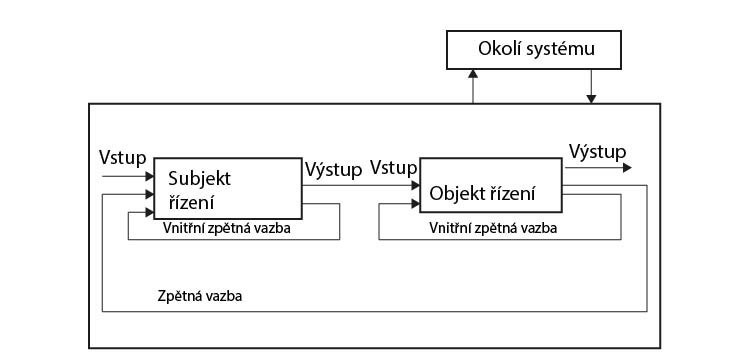 Okolí systému
Vstup
Subjekt
řízení
Výstup
Vstup
Objekt řízení
Výstup
Vnitřní zpětná vazba
Vnitřní zpětná vazba
Zpětná vazba